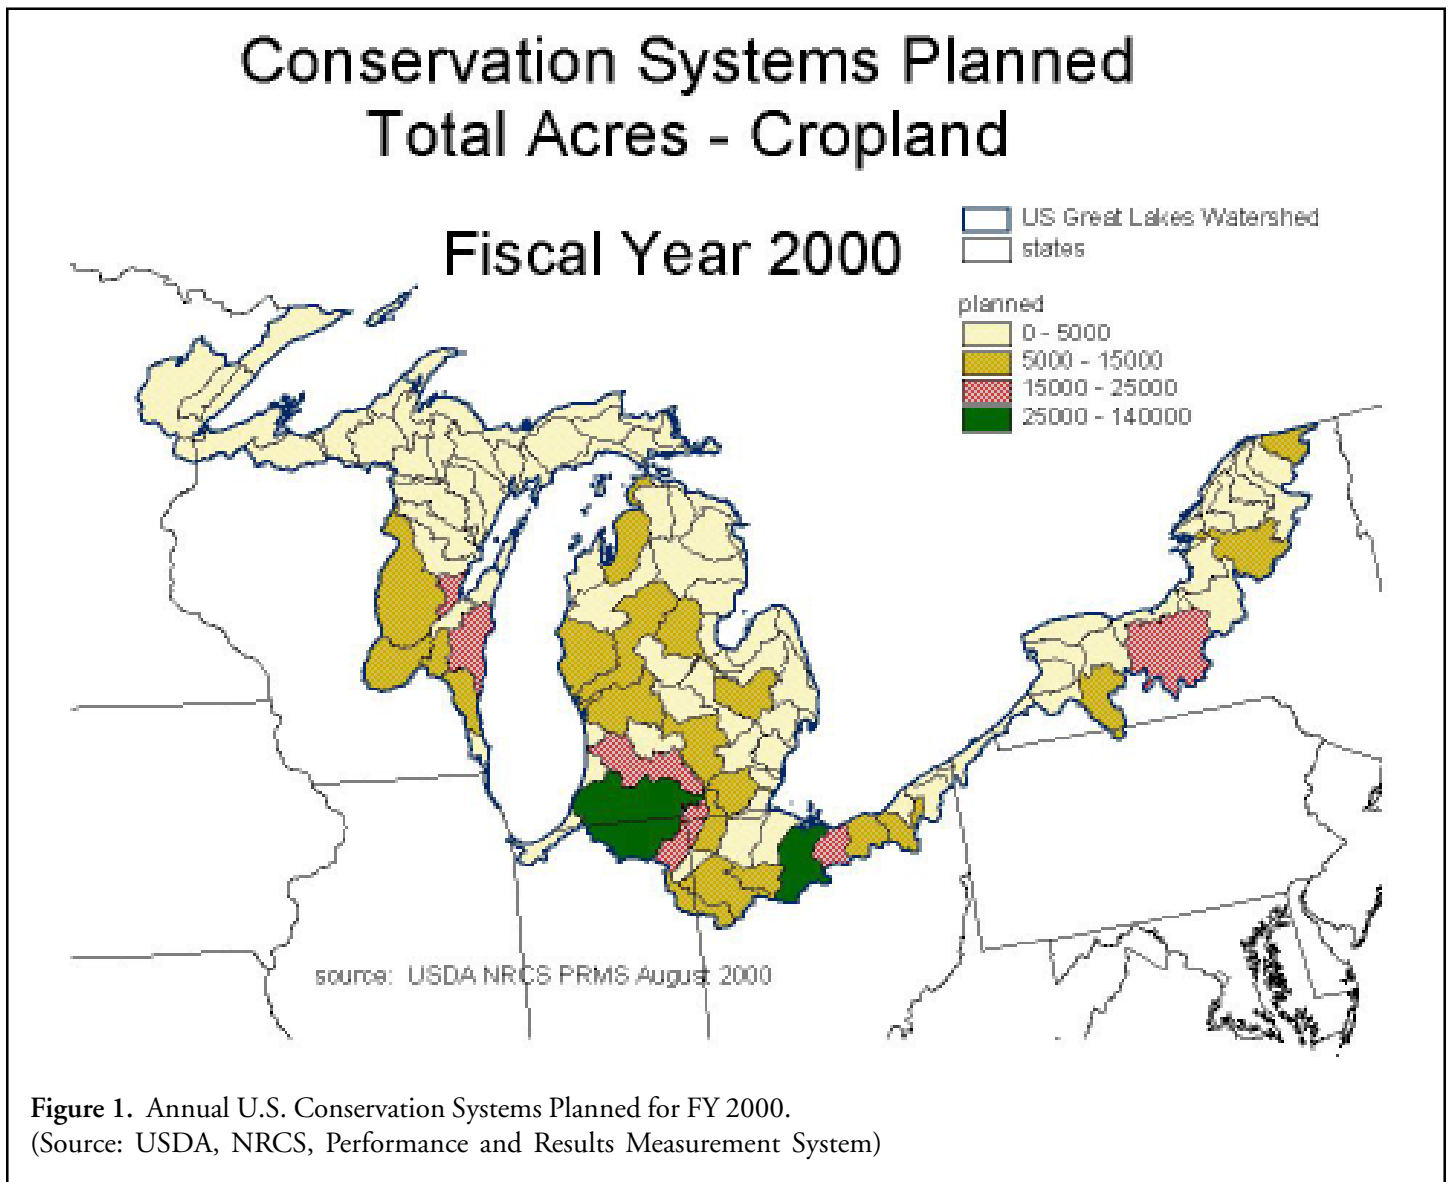 Conservation Systems Planned
Total Acres - Cropland
Fiscal Year 2000
US Great Lakes Watershed
states
planned
0 - 5000
5000 - 15000
15000 - 25000
25000 - 140000
source: USDA NRCS PRMS August 2000
Figure 1. Annual U.S. Conservation Systems Planned for FY 2000.
(Source: USDA, NRCS, Performance and Results Measurement System)